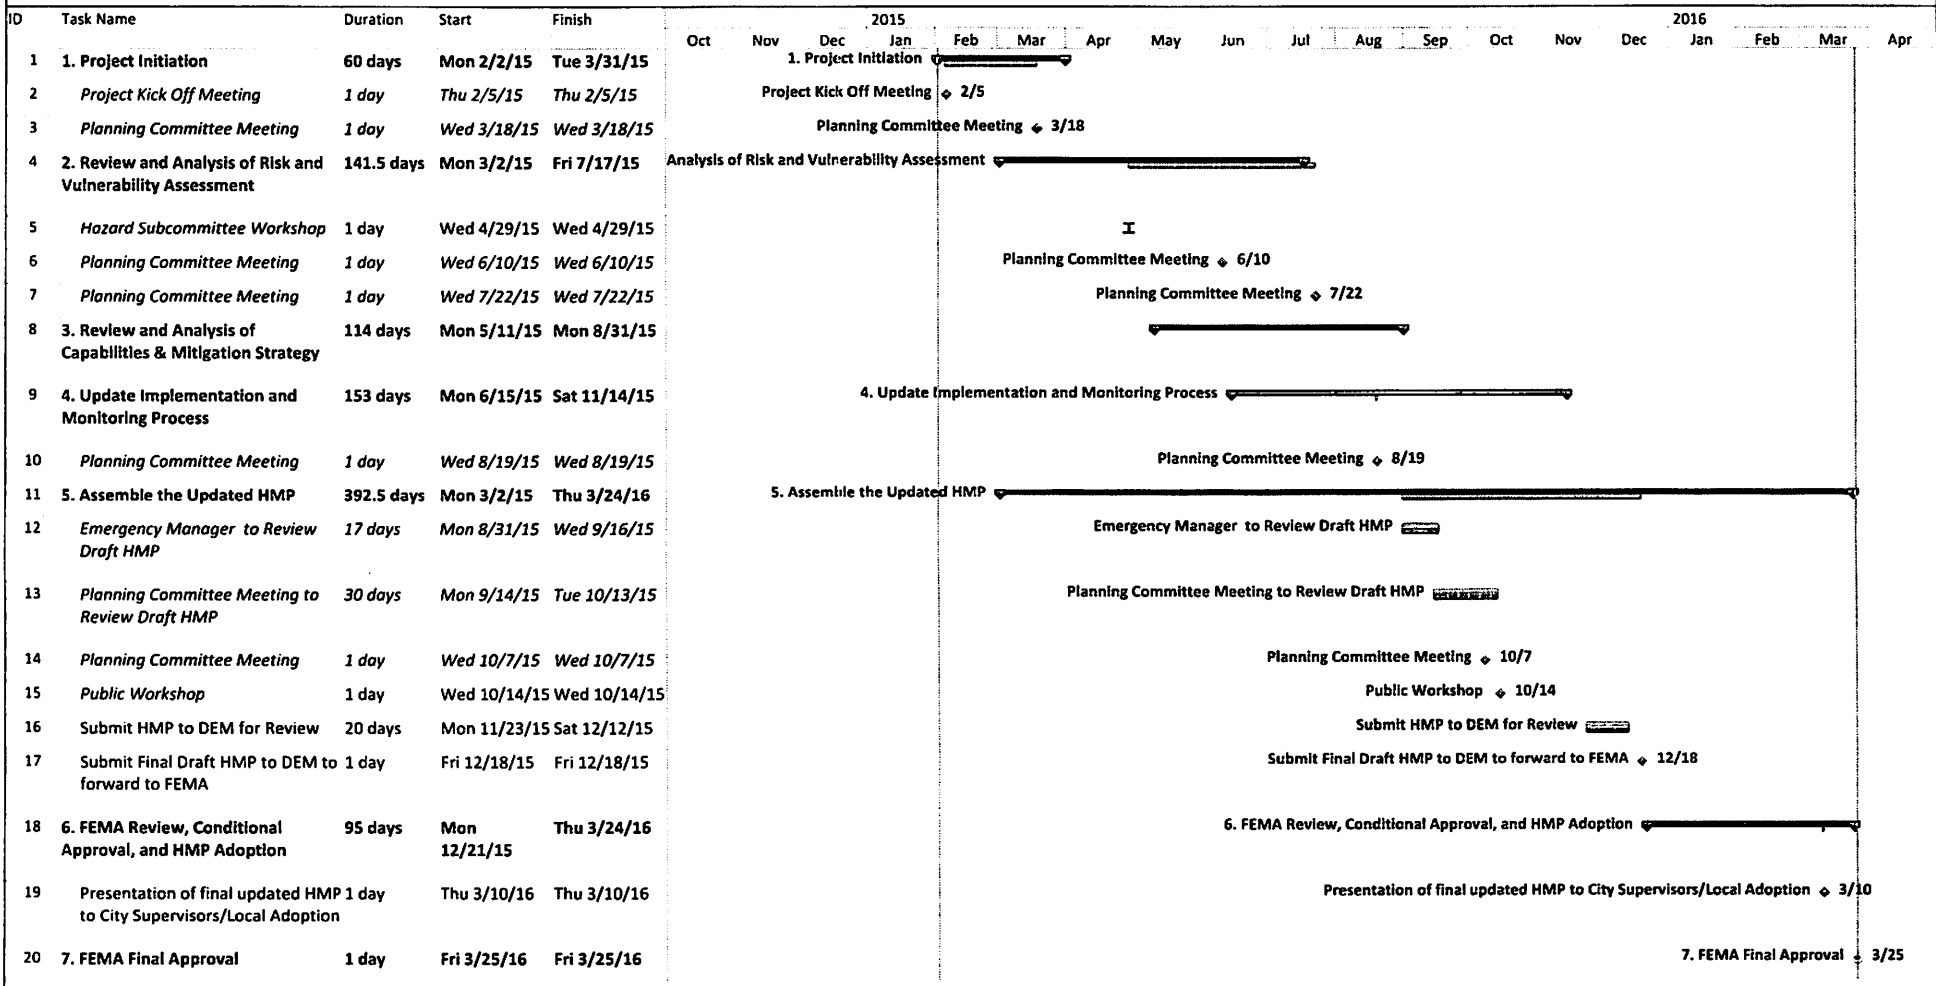 ID Task Name Duration Start Finish 2015 2016
Oct Nov Dec Jan Feb Mar Apr May Jun Jul Aug Sep Oct Nov Dec Jan Feb Mar Apr
1 1. Project Initiation 60 days Mon 2/2/15 Tue 3/31/15 1. Project Initiation
2 Project Kick Off Meeting 1 day Thu 2/5/15 Thu 2/5/15 Project Kick Off Meeting 2/5
3 Planning Committee Meeting 1 day Wed 3/18/15 Wed 3/18/15 Planning Committee Meeting 3/18
4 2. Review and Analysis of Risk and 141.5 days Mon 3/2/15 Fri 7/17/15 Analysis of Risk and Vulnerability Assessment
Vulnerability Assessment
5 Hazard Subcommittee Workshop 1 day Wed 4/29/15 Wed 4/29/15
6 Planning Committee Meeting 1 day Wed 6/10/15 Wed 6/10/15 Planning Committee Meeting 6/10
7 Planning Committee Meeting 1 day Wed 7/22/15 Wed 7/22/15 Planning Committee Meeting 7/22
8 3. Review and Analysis of 114 days Mon 5/11/15 Mon 8/31/15
Capabilities & Mitigation Strategy
9 4. Update Implementation and 153 days Mon 6/15/15 Sat 11/14/15 4. Update Implementation and Monitoring Process
Monitoring Process
10 Planning Committee Meeting 1 day Wed 8/19/15 Wed 8/19/15 Planning Committee Meeting 8/19
11 5. Assemble the Updated HMP 392.5 days Mon 3/2/15 Thu 3/24/16 5. Assemble the Updated HMP
12 Emergency Manager to Review 17 days Mon 8/31/15 Wed 9/16/15 Emergency Manager to Review Draft HMP
Draft HMP
13 Planning Committee Meeting to 30 days Mon 9/14/15 Tue 10/13/15 Planning Committee Meeting to Review Draft HMP
Review Draft HMP
14 Planning Committee Meeting 1 day Wed 10/7/15 Wed 10/7/15 Planning Committee Meeting 10/7
15 Public Workshop 1 day Wed 10/14/15 Wed 10/14/15 Public Workshop 10/14
16 Submit HMP to DEM for Review 20 days Mon 11/23/15 Sat 12/12/15 Submit HMP to DEM for Review
17 Submit Final Draft HMP to DEM to 1 day Fri 12/18/15 Fri 12/18/15 Submit Final Draft HMP to DEM to forward to FEMA 12/18
forward to FEMA
18 6. FEMA Review, Conditional 95 days Mon Thu 3/24/16 6. FEMA Review, Conditional Approval, and HMP Adoption
Approval, and HMP Adoption 12/21/15
19 Presentation of final updated HMP 1 day Thu 3/10/16 Thu 3/10/16 Presentation of final updated HMP to City Supervisors/Local Adoption 3/10
to City Supervisors/Local Adoption
20 7. FEMA Final Approval 1 day Fri 3/25/16 Fri 3/25/16 7. FEMA Final Approval 3/25